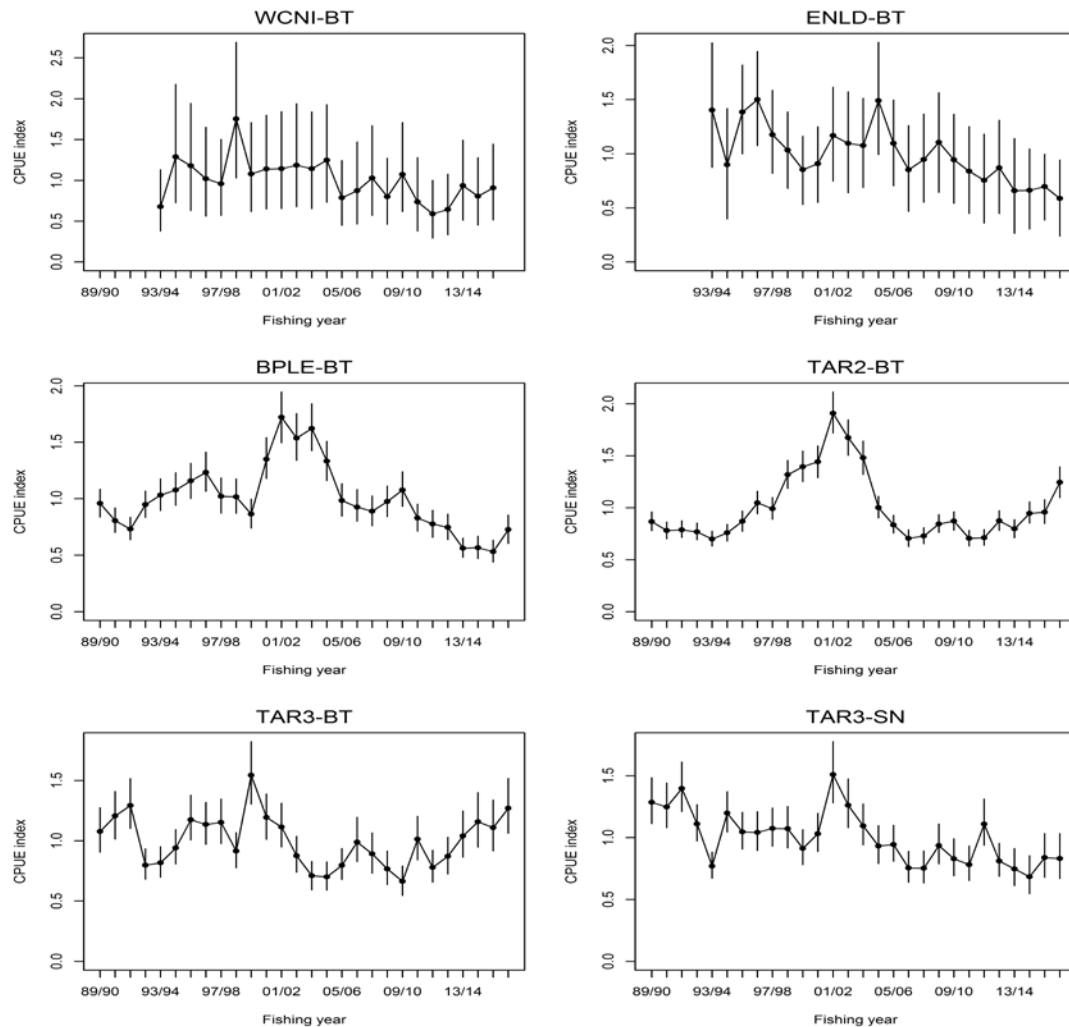 WCNI-BT
CPUE index
0.0 0.5 1.0 1.5 2.0 2.5
89/90 93/94 97/98 01/02 05/06 09/10 13/14
Fishing year
ENLD-BT
CPUE index
0.0 0.5 1.0 1.5 2.0
93/94 97/98 01/02 05/06 09/10 13/14
Fishing year
BPLE-BT
CPUE index
0.0 0.5 1.0 1.5 2.0
89/90 93/94 97/98 01/02 05/06 09/10 13/14
Fishing year
TAR2-BT
CPUE index
0.0 0.5 1.0 1.5 2.0
89/90 93/94 97/98 01/02 05/06 09/10 13/14
Fishing year
TAR3-BT
CPUE index
0.0 0.5 1.0 1.5
89/90 93/94 97/98 01/02 05/06 09/10 13/14
Fishing year
TAR3-SN
CPUE index
0.0 0.5 1.0 1.5
89/90 93/94 97/98 01/02 05/06 09/10 13/14
Fishing year